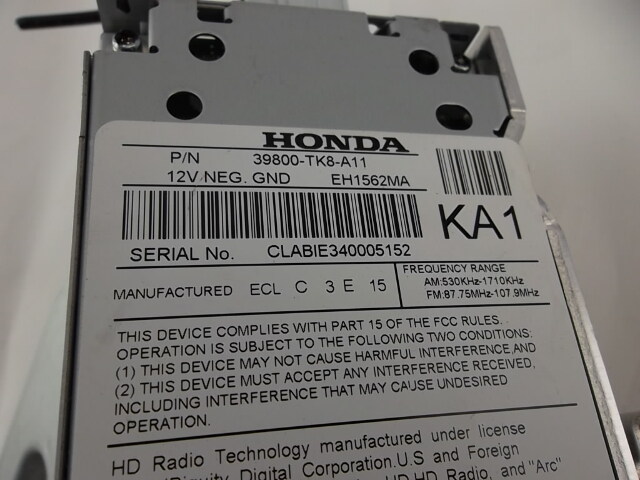 HONDA
P/N 39800-TK8-A11
12V NEG. GND EH1562MA
KA1
SERIAL No. CLABIE340005152
MANUFACTURED ECL C 3 E 15
FREQUENCY RANGE
AM:530KHz-1710KHz
FM:87.75MHz-107.9MHz
THIS DEVICE COMPLIES WITH PART 15 OF THE FCC RULES.
OPERATION IS SUBJECT TO THE FOLLOWING TWO CONDITIONS:
(1) THIS DEVICE MAY NOT CAUSE HARMFUL INTERFERENCE,AND
(2) THIS DEVICE MUST ACCEPT ANY INTERFERENCE RECEIVED,
INCLUDING INTERFERENCE THAT MAY CAUSE UNDESIRED
OPERATION.
HD Radio Technology manufactured under license
Digital Corporation.U.S and Foreign
HD Radio, and "Arc"